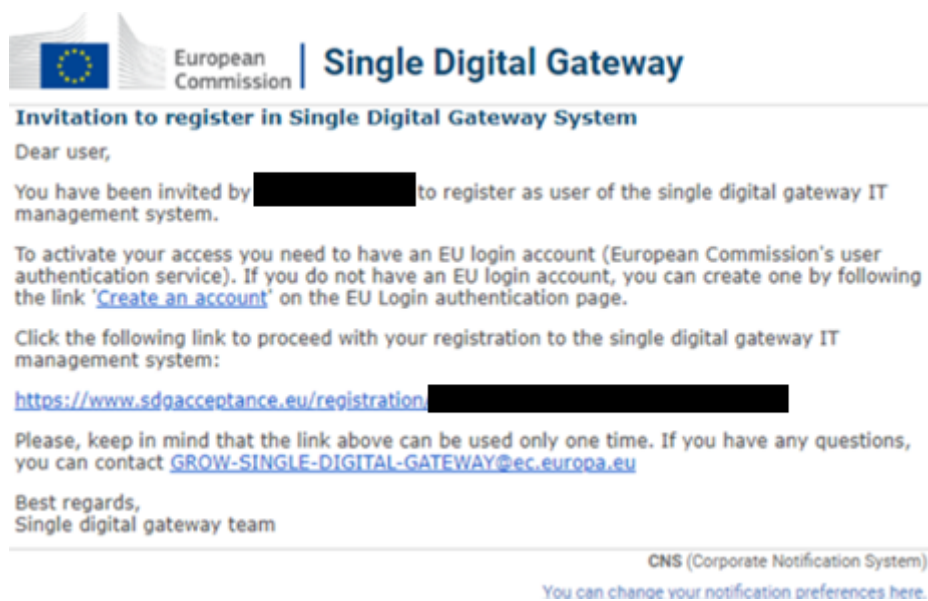 European
Commission
Single Digital Gateway
Invitation to register in Single Digital Gateway System
Dear user,
You have been invited by to register as user of the single digital gateway IT
management system.
To activate your access you need to have an EU login account (European Commission's user
authentication service). If you do not have an EU login account, you can create one by following
the link 'Create an account' on the EU Login authentication page.
Click the following link to proceed with your registration to the single digital gateway IT
management system:
https://www.sdgacceptance.eu/registration/
Please, keep in mind that the link above can be used only one time. If you have any questions,
you can contact GROW-SINGLE-DIGITAL-GATEWAY@ec.europa.eu
Best regards,
Single digital gateway team
CNS (Corporate Notification System)
You can change your notification preferences here.